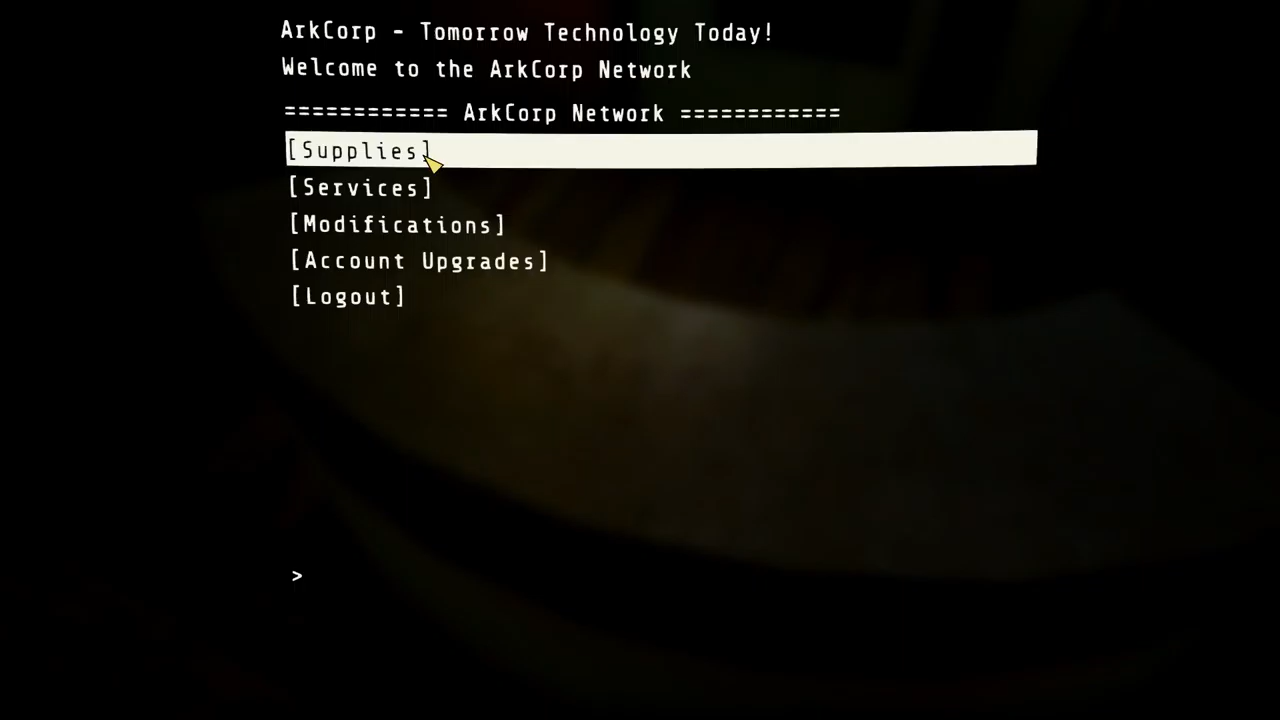 ArkCorp - Tomorrow Technology Today!
Welcome to the ArkCorp Network
============ ArkCorp Network ============
[Supplies]
[Services]
[Modifications]
[Account Upgrades]
[Logout]
>